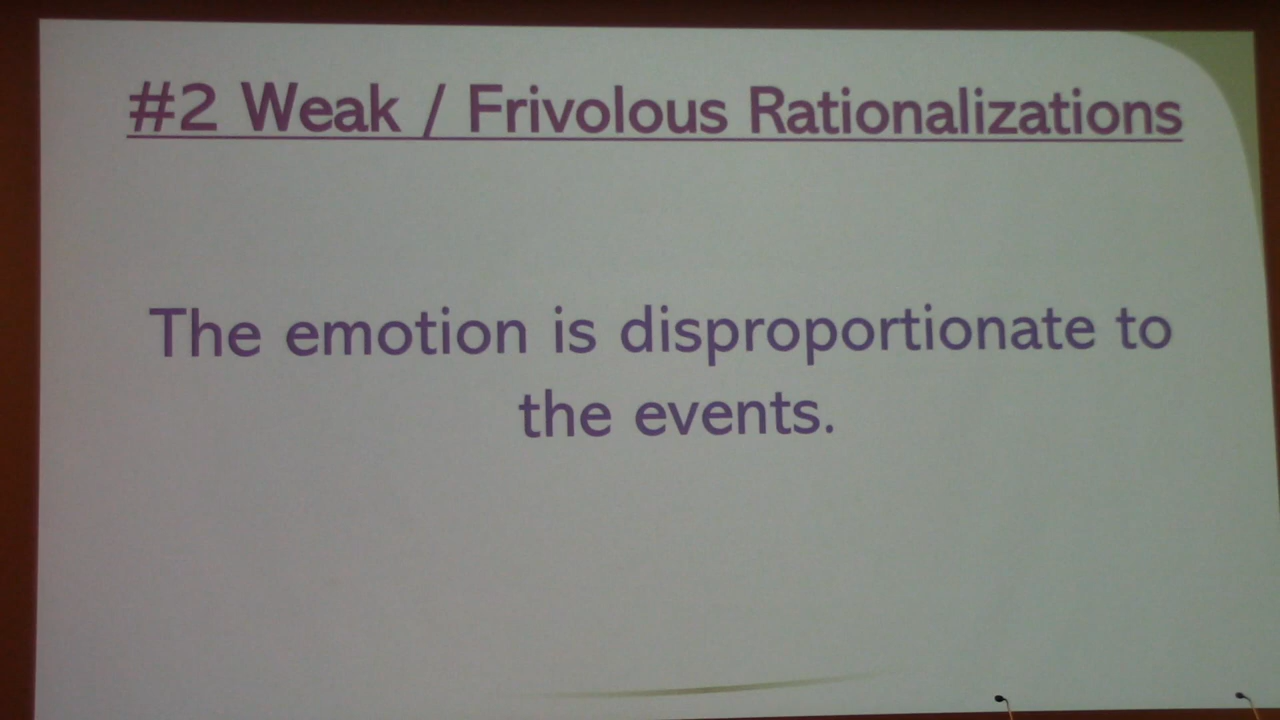 #2 Weak / Frivolous Rationalizations
The emotion is disproportionate to
the events.